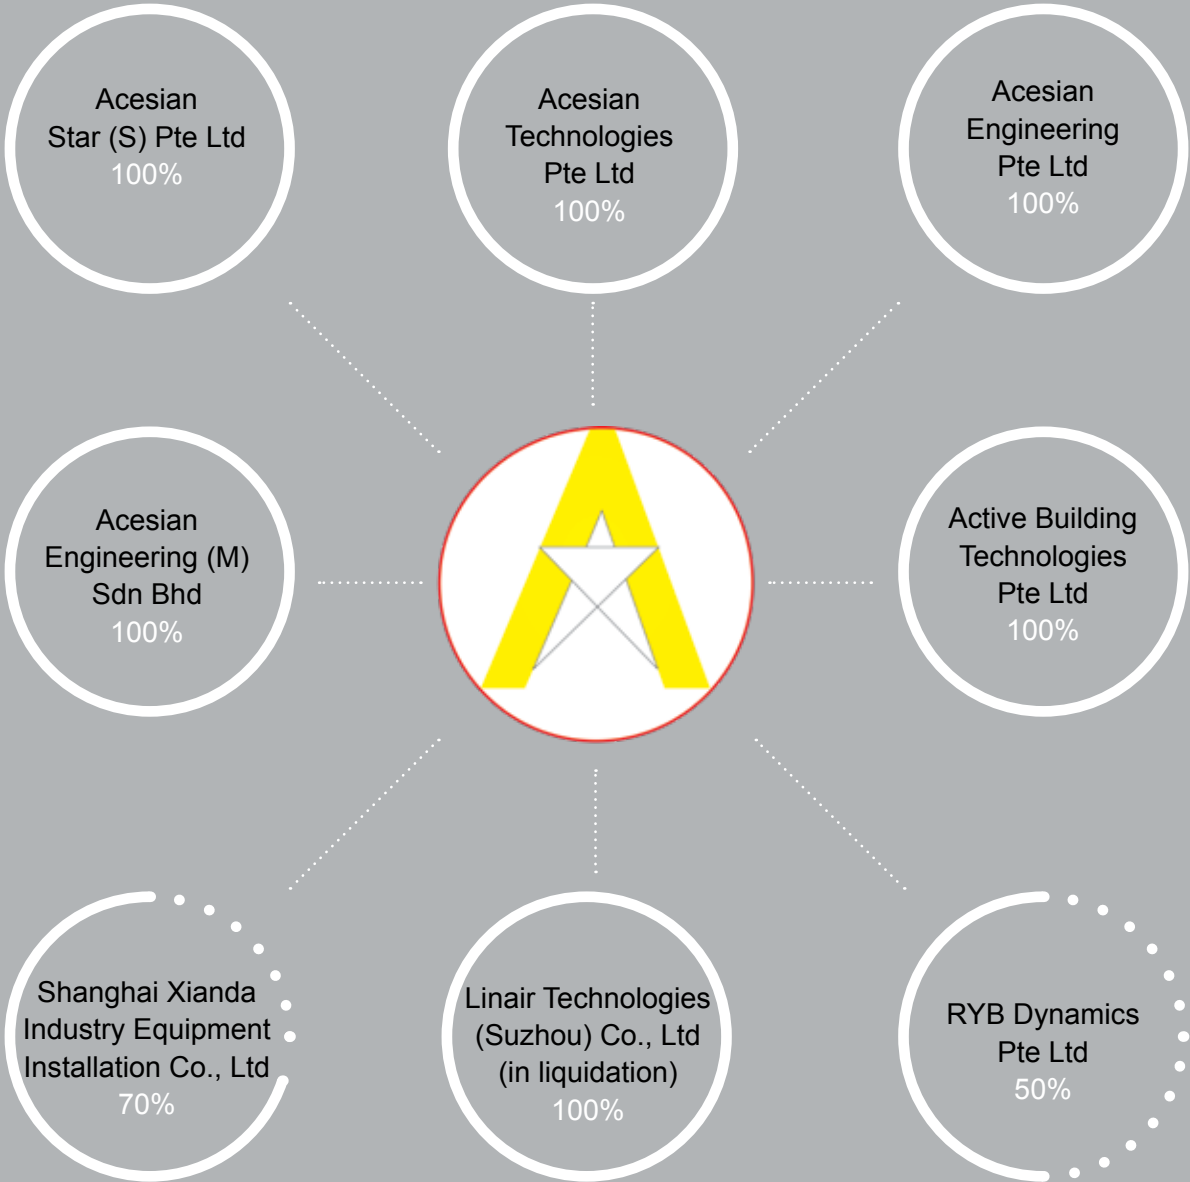 Acesian
Star (S) Pte Ltd
100%
Acesian
Technologies
Pte Ltd
100%
Acesian
Engineering
Pte Ltd
100%
Acesian
Engineering (M)
Sdn Bhd
100%
Active Building
Technologies
Pte Ltd
100%
Shanghai Xianda
Industry Equipment
Installation Co., Ltd
70%
Linair Technologies
(Suzhou) Co., Ltd
(in liquidation)
100%
RYB Dynamics
Pte Ltd
50%